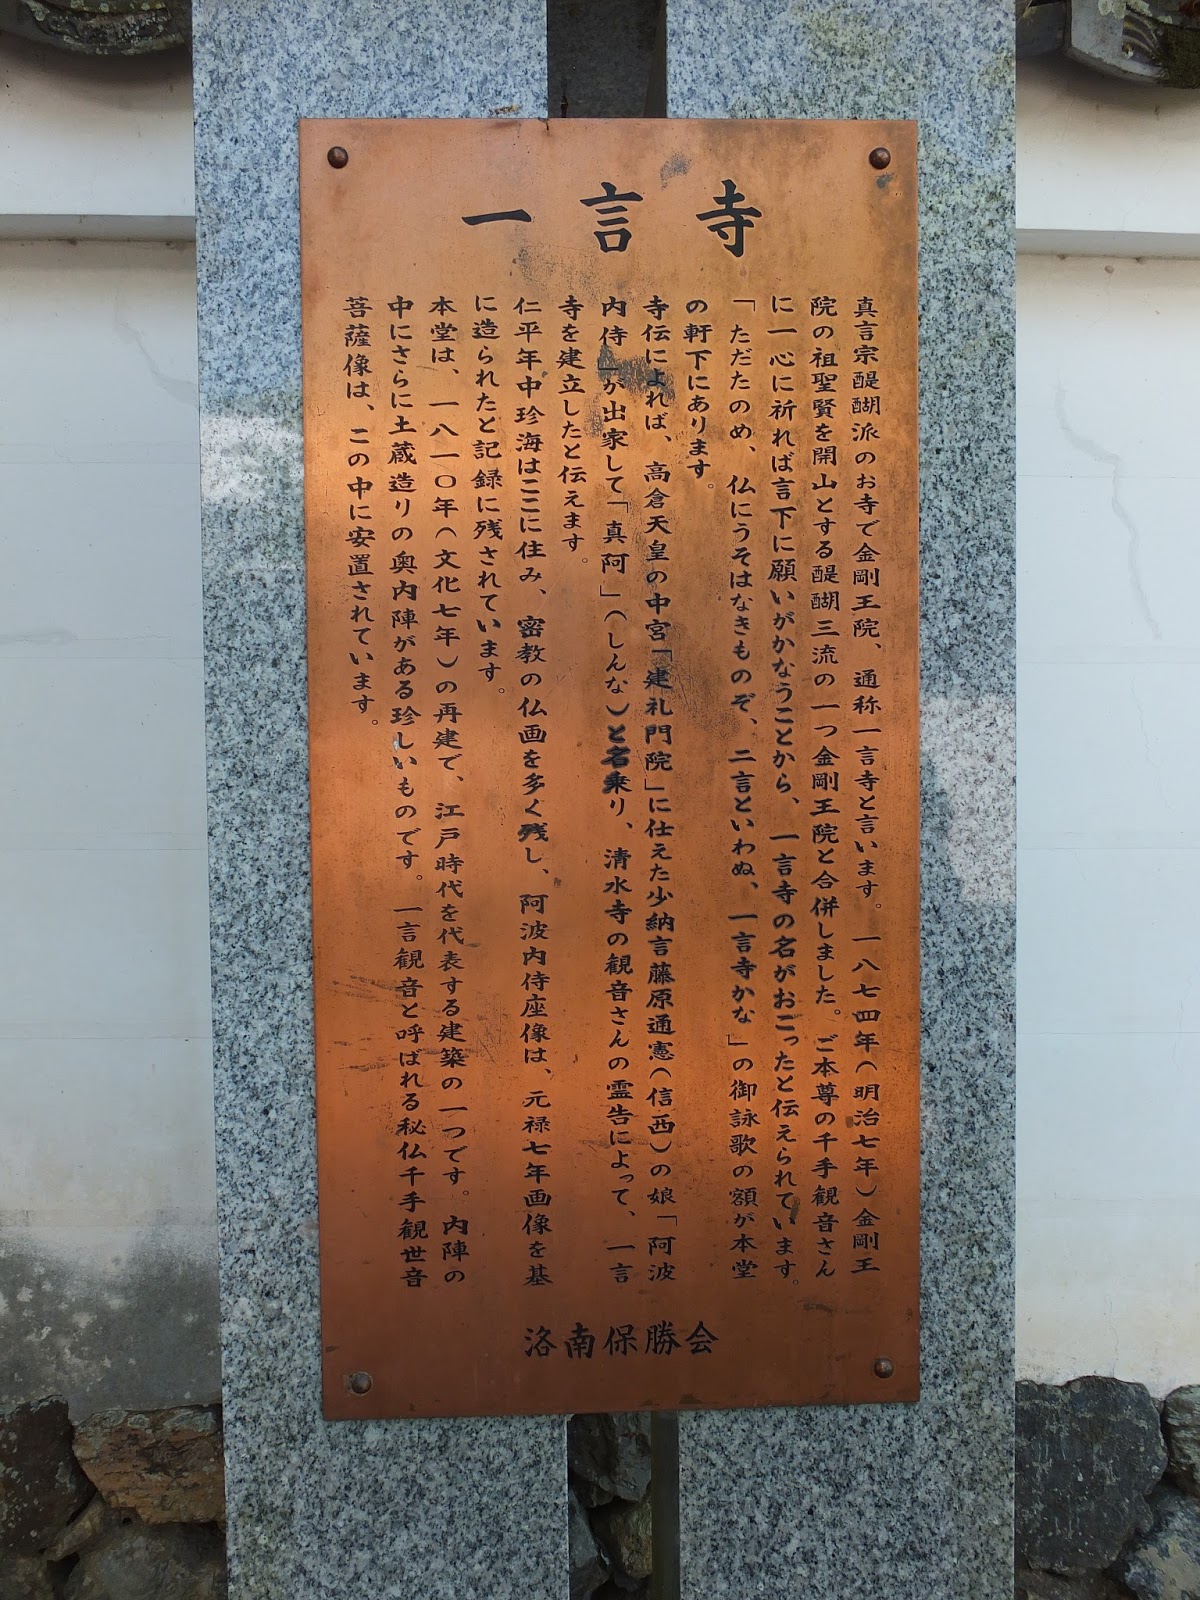 一言寺
真言宗醍醐派のお寺で金剛王院、通称一言寺と言います。一八七四年(明治七年)金剛王
院の祖聖賢を開山とする醍醐三流の一つ金剛王院と合併しました。ご本尊の千手観音さん
に一心に祈れば言下に願いがかなうことから、一言寺の名がおこったと伝えられています。
「ただたのめ、仏にうそはなきものぞ、二言といわぬ、一言寺かな」の御詠歌の額が本堂
の軒下にあります。
寺伝によれば、高倉天皇の中宮「建礼門院」に仕えた少納言藤原通憲(信西)の娘「阿波
内侍」が出家して「真阿」(しんな)と名乗り、清水寺の観音さんの霊告によって、一言
寺を建立したと伝えます。
仁平年中珍海はここに住み、密教の仏画を多く残し、阿波内侍座像は、元禄七年画像を基
に造られたと記録に残されています。
本堂は、一八一〇年(文化七年)の再建で、江戸時代を代表する建築の一つです。内陣の
中にさらに土蔵造りの奥内陣がある珍しいものです。一言観音と呼ばれる秘仏千手観世音
菩薩像は、この中に安置されています。
洛南保勝会